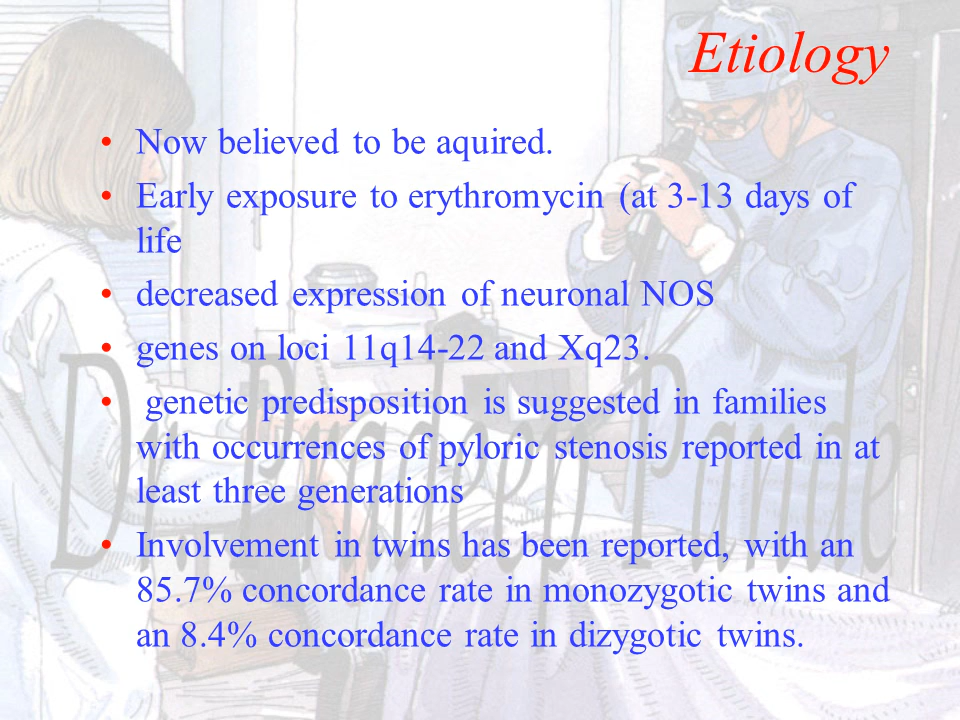 Etiology
• Now believed to be aquired.
• Early exposure to erythromycin (at 3-13 days of
life
• decreased expression of neuronal NOS
• genes on loci 11q14-22 and Xq23.
• genetic predisposition is suggested in families
with occurrences of pyloric stenosis reported in at
least three generations
• Involvement in twins has been reported, with an
85.7% concordance rate in monozygotic twins and
an 8.4% concordance rate in dizygotic twins.
Dr. Pradeep Pande